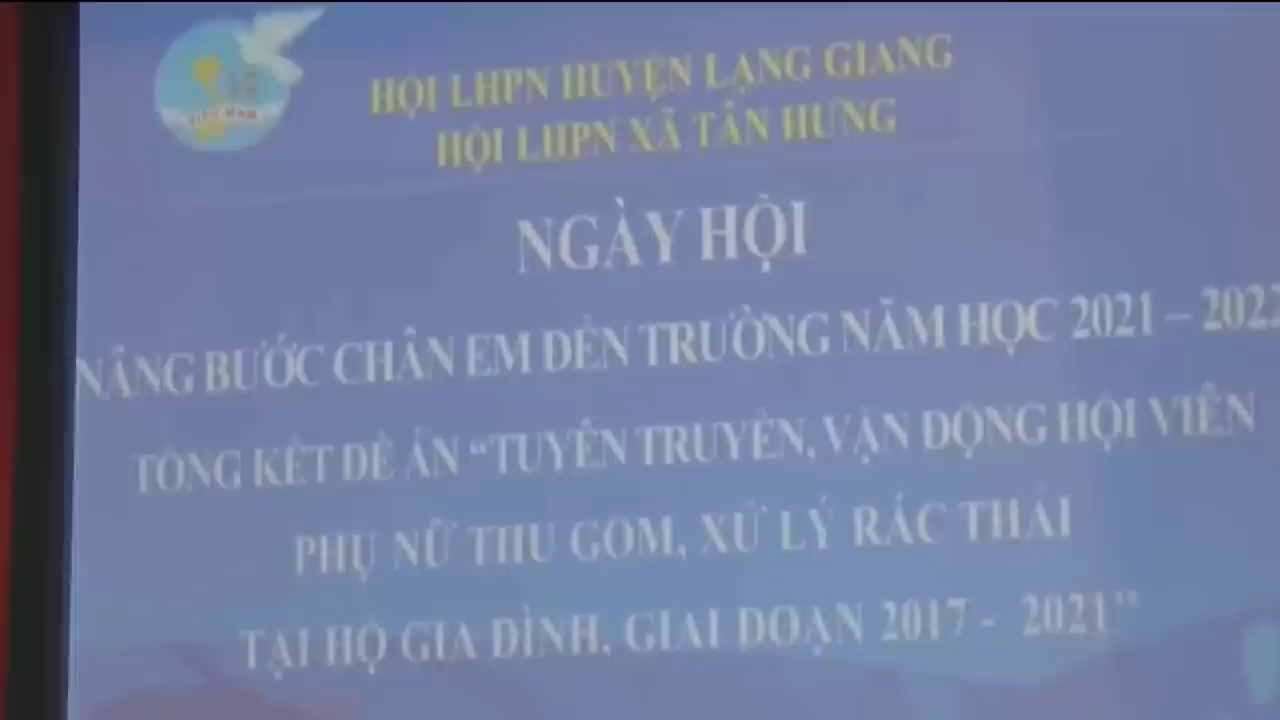 VIỆT NAM
HỘI LHPN HUYỆN LẠNG GIANG
HỘI LHPN XÃ TÂN HƯNG
NGÀY HỘI
NÂNG BƯỚC CHÂN EM ĐẾN TRƯỜNG NĂM HỌC 2021 – 2022
TỔNG KẾT ĐỀ ÁN “TUYÊN TRUYỀN, VẬN ĐỘNG HỘI VIÊN
PHỤ NỮ THU GOM, XỬ LÝ RÁC THẢI
TẠI HỘ GIA ĐÌNH, GIAI ĐOẠN 2017 - 2021”